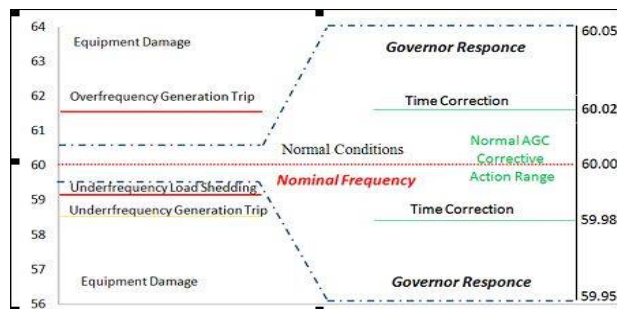 64
Equipment Damage
Governor Responce
60.05
63
62
Overfrequency Generation Trip
Time Correction
60.02
61
Normal Conditions
Normal AGC
Corrective
Action Range
60
60.00
Nominal Frequency
Underfrequency Load Shedding
59
Underrfrequency Generation Trip
Time Correction
59.98
58
57
Equipment Damage
Governor Responce
56
59.95